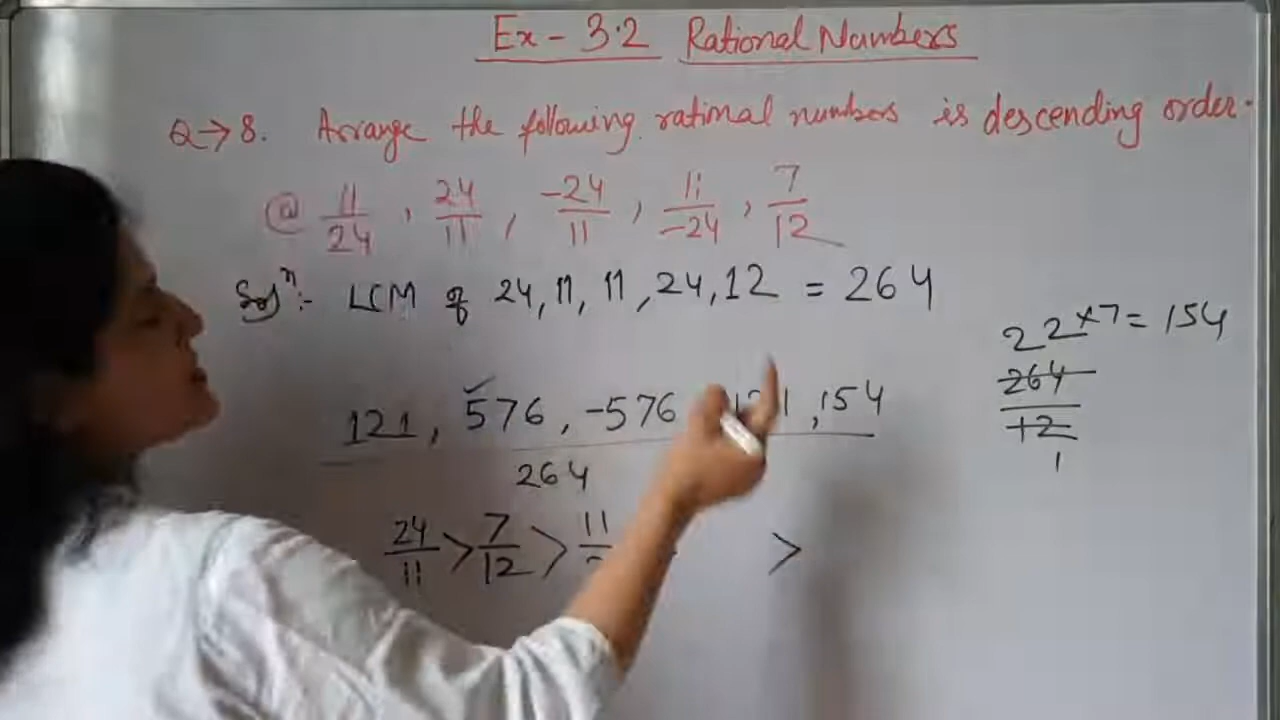 Ex - 3.2 Rational Numbers
Q→8. Arrange the following rational numbers is descending order.
@ 11/24, 24/11, -24/11, 11/-24, 7/12
Solⁿ:- LCM of 24, 11, 11, 24, 12 = 264
22 × 7 = 154
264
12
1
121, 576, -576 , 154
264
24/11 > 7/12 > 11/ >